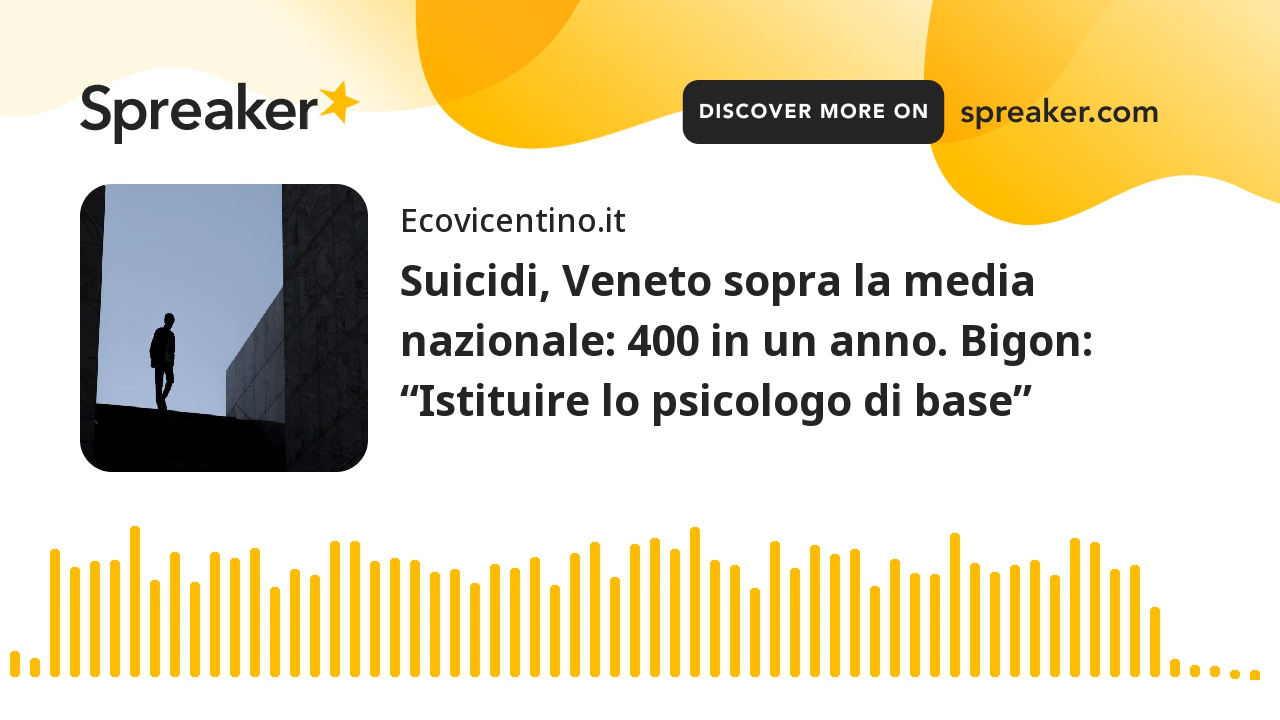 Spreaker
DISCOVER MORE ON spreaker.com
Ecovicentino.it
Suicidi, Veneto sopra la media
nazionale: 400 in un anno. Bigon:
“Istituire lo psicologo di base”